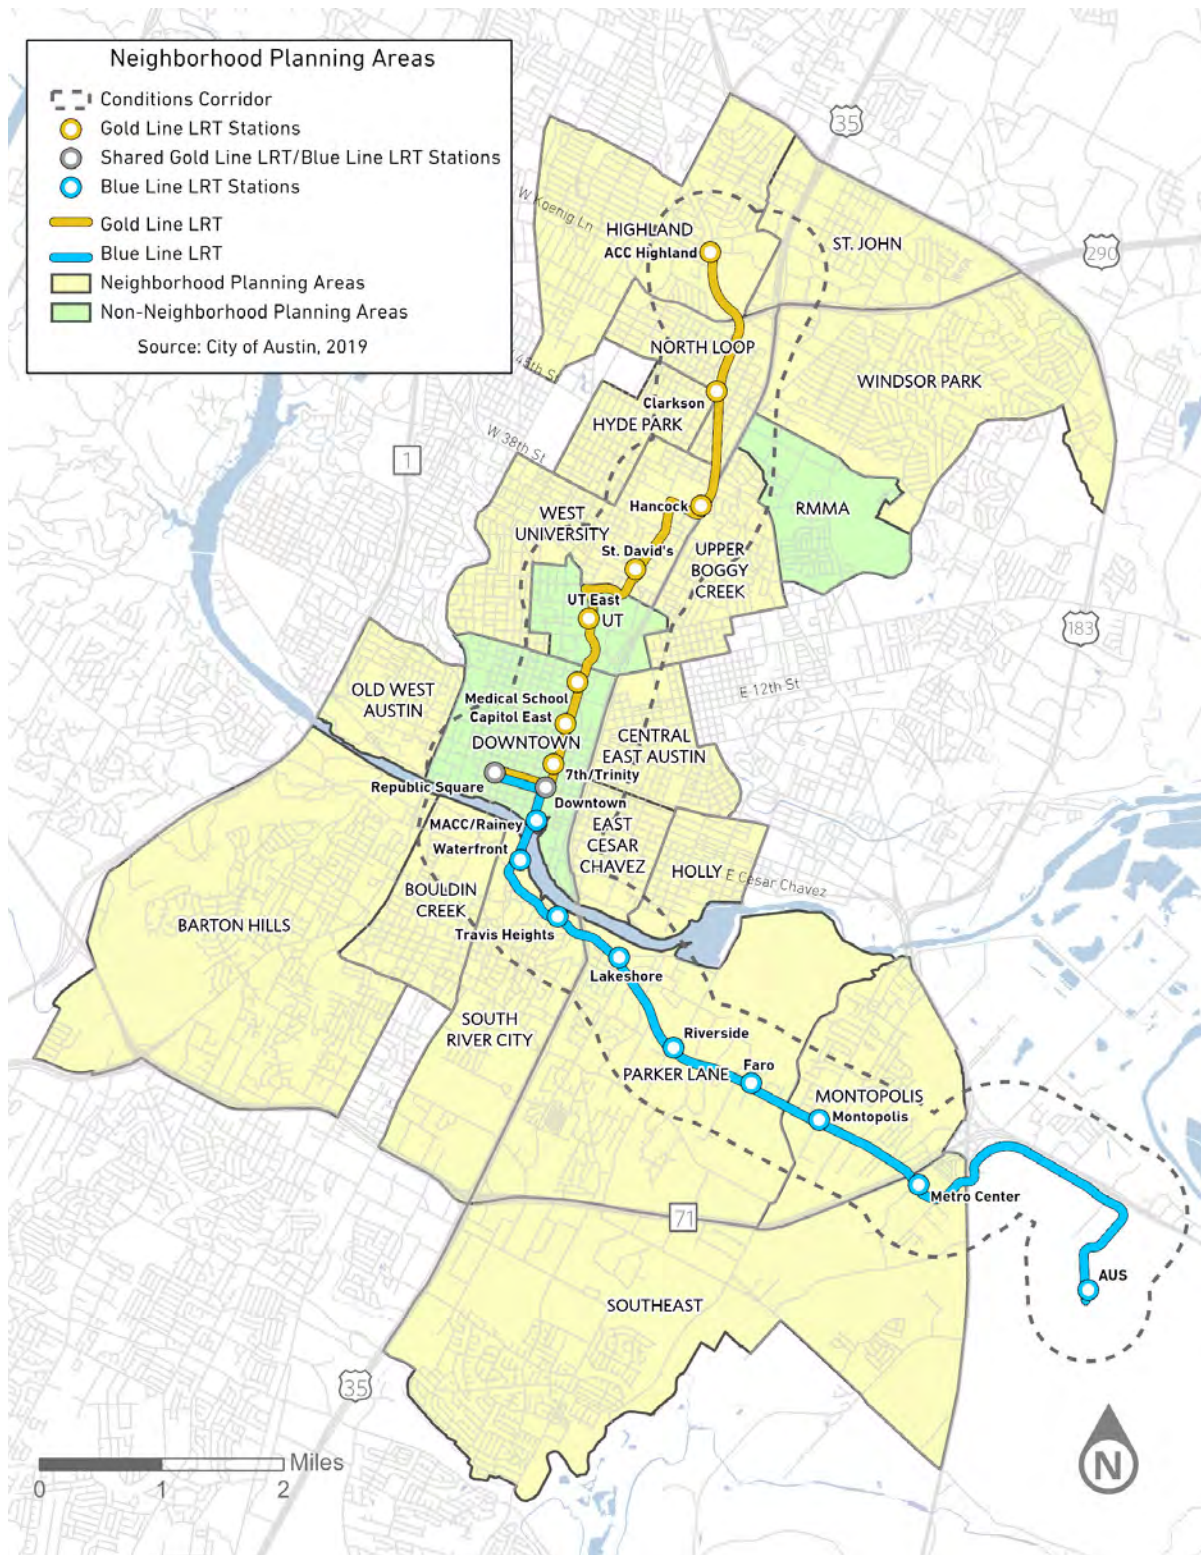 Neighborhood Planning Areas
Conditions Corridor
Gold Line LRT Stations
Shared Gold Line LRT/Blue Line LRT Stations
Blue Line LRT Stations
Gold Line LRT
Blue Line LRT
Neighborhood Planning Areas
Non-Neighborhood Planning Areas
Source: City of Austin, 2019
35
W Koenig Ln
HIGHLAND
ACC Highland
ST. JOHN
290
NORTH LOOP
45th St
WINDSOR PARK
Clarkson
HYDE PARK
W 38th St
1
Hancock
RMMA
WEST
UNIVERSITY
St. David's
UPPER
BOGGY
CREEK
UT East
UT
183
OLD WEST
AUSTIN
E 12th St
Medical School
Capitol East
DOWNTOWN
CENTRAL
EAST AUSTIN
7th/Trinity
Republic Square
Downtown
MACC/Rainey
Waterfront
EAST
CESAR
CHAVEZ
HOLLY
E Cesar Chavez
BOULDIN
CREEK
BARTON HILLS
Travis Heights
Lakeshore
SOUTH
RIVER CITY
Riverside
Faro
PARKER LANE
MONTOPOLIS
Montopolis
Metro Center
71
AUS
SOUTHEAST
35
Miles
0 1 2
N